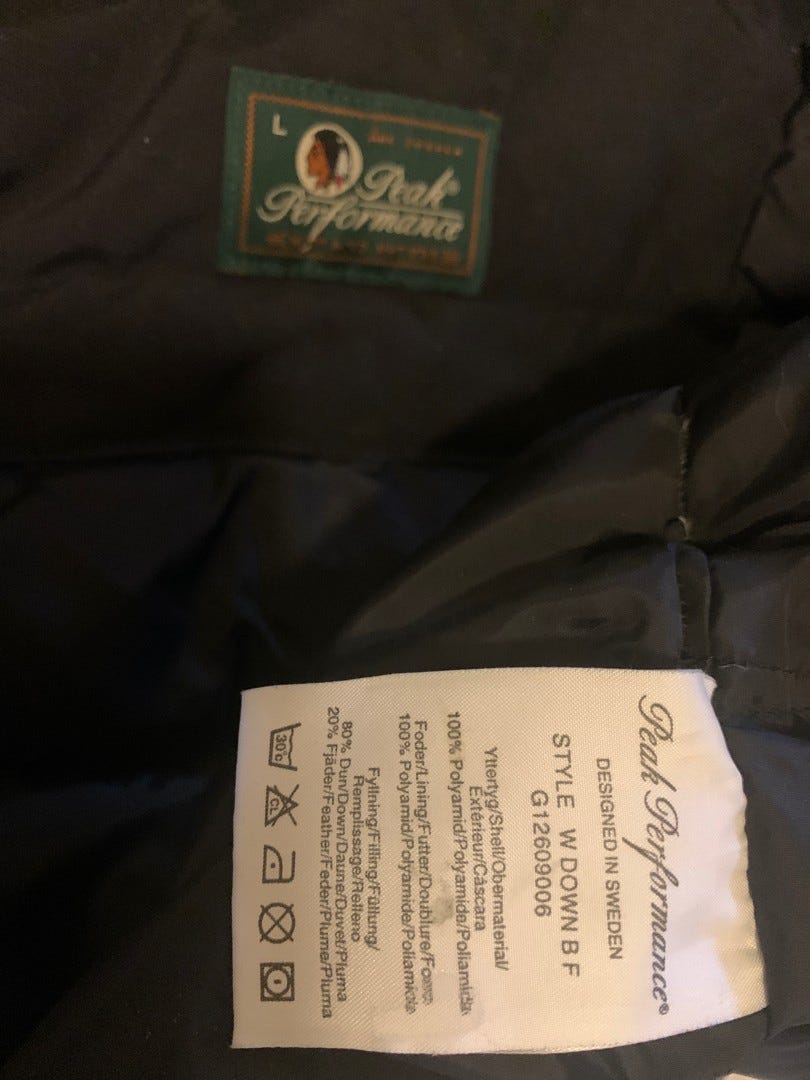 L
Peak®
Performance
Peak Performance®
DESIGNED IN SWEDEN
STYLE W DOWN B F
G12609006
Yttertyg/Shell/Obermaterial/
Extérieur/Cáscara
100% Polyamid/Polyamide/Poliamida
Foder/Lining/Futter/Doublure/Forro
100% Polyamid/Polyamide/Poliamida
Fyllning/Filling/Füllung/
Remplissage/Relleno
80% Dun/Down/Daune/Duvet/Pluma
20% Fjäder/Feather/Feder/Plume/Pluma
30°c
CL